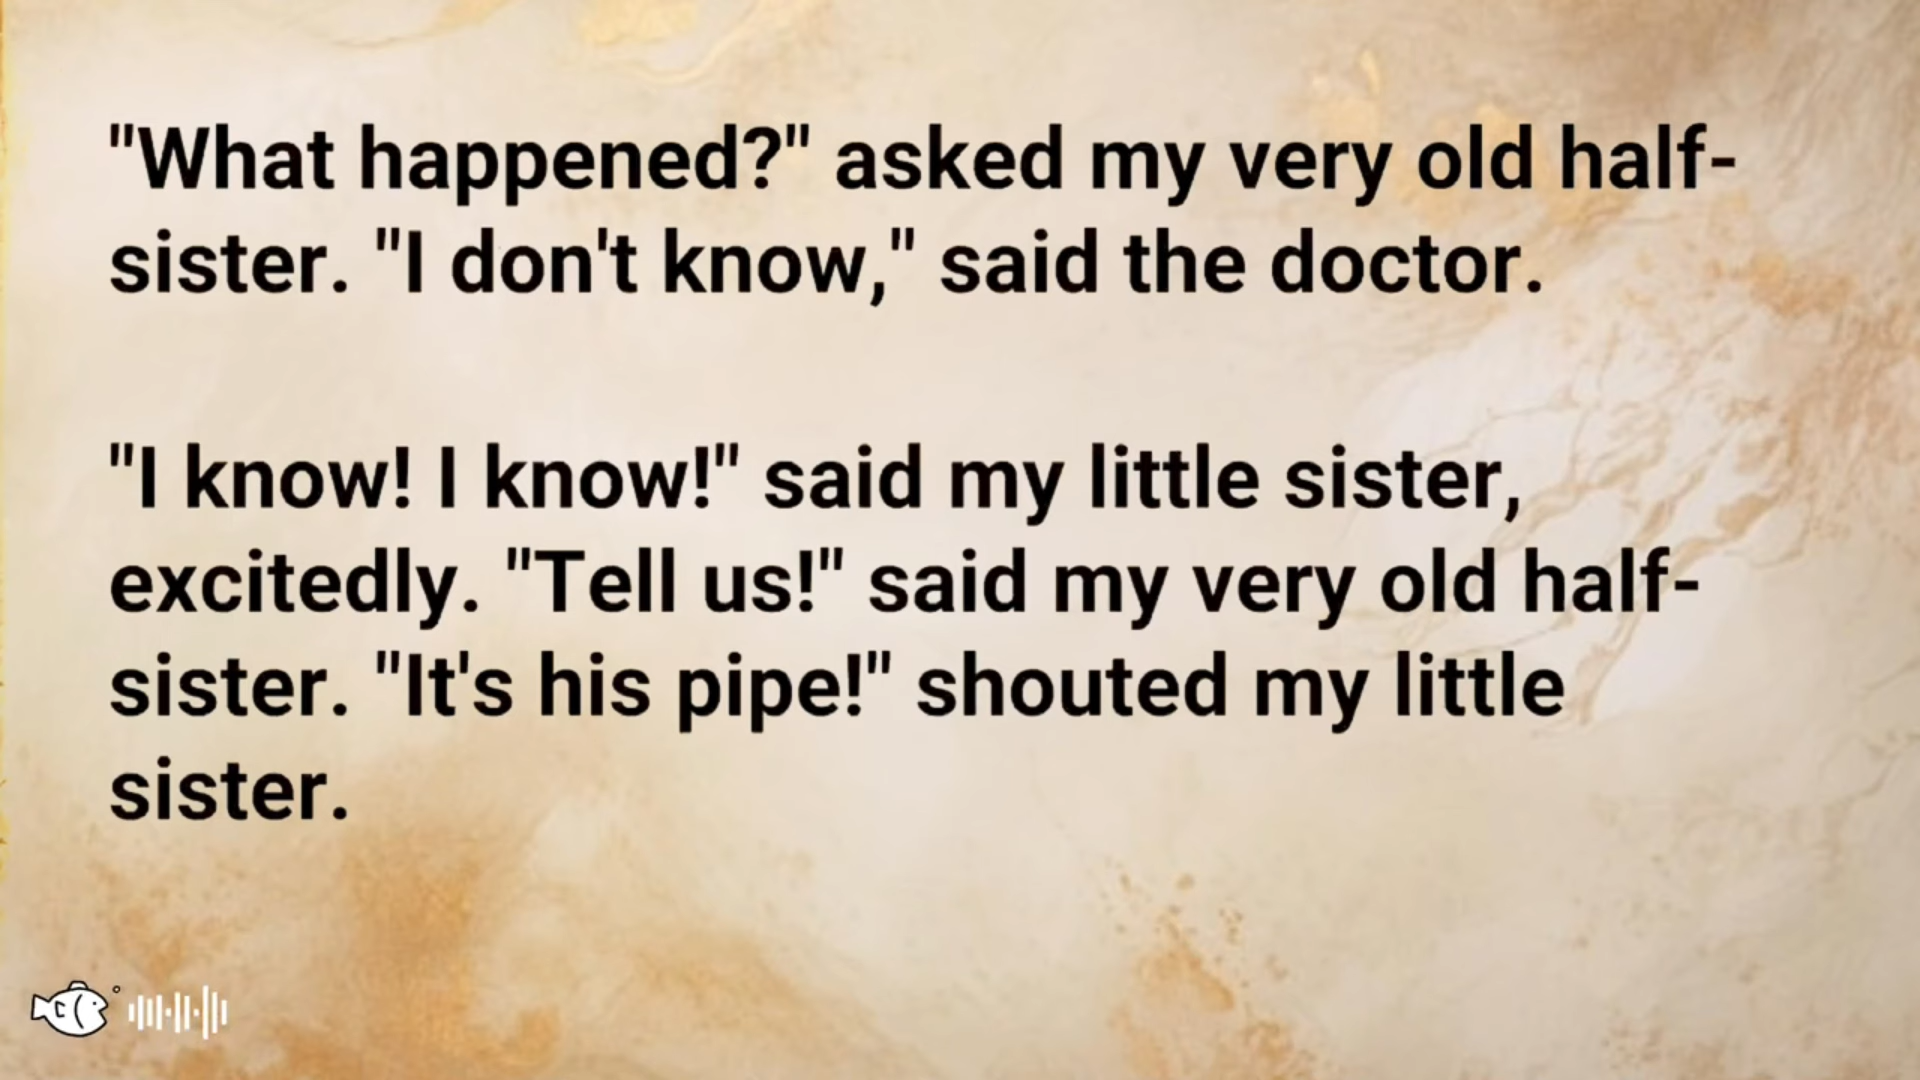 "What happened?" asked my very old half-
sister. "I don't know," said the doctor.
"I know! I know!" said my little sister,
excitedly. "Tell us!" said my very old half-
sister. "It's his pipe!" shouted my little
sister.